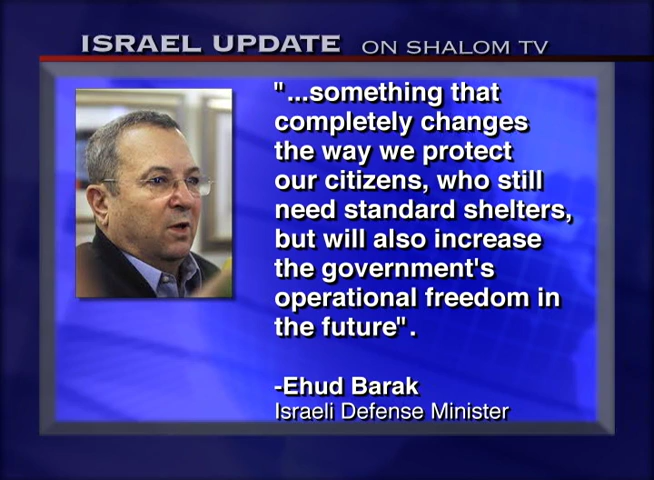 ISRAEL UPDATE ON SHALOM TV
"...something that
completely changes
the way we protect
our citizens, who still
need standard shelters,
but will also increase
the government's
operational freedom in
the future".
-Ehud Barak
Israeli Defense Minister